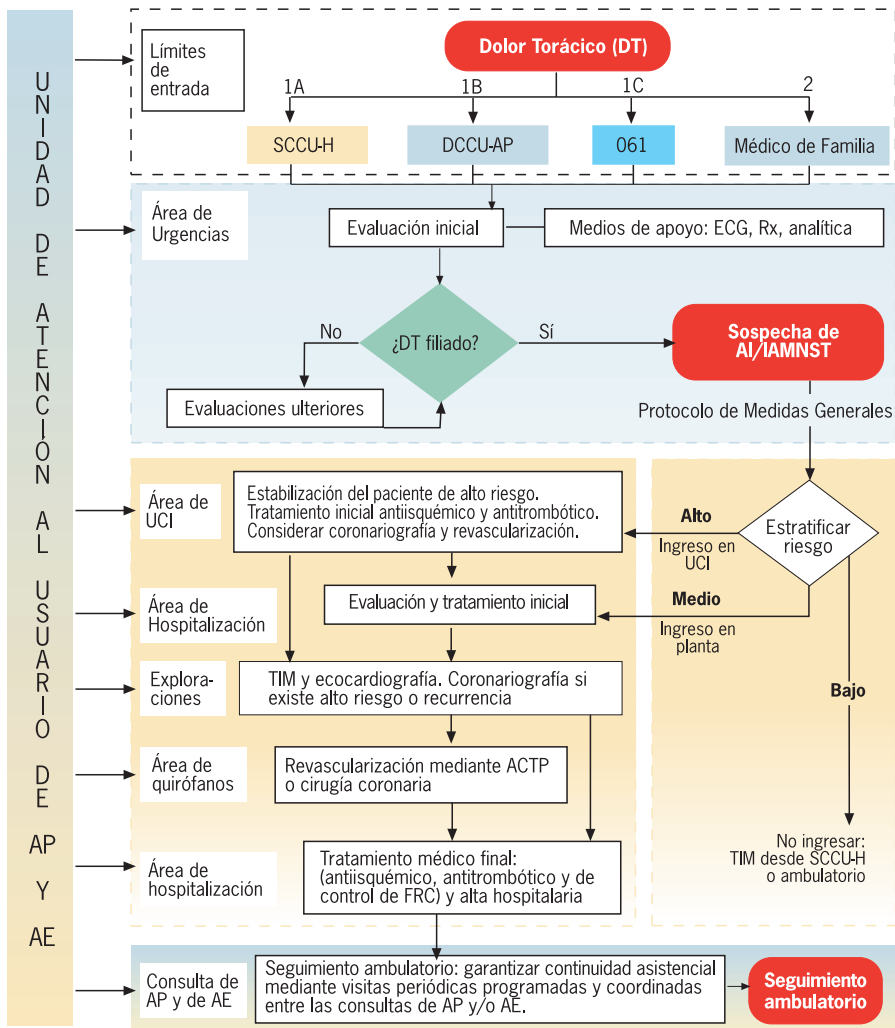 UNIDAD DE ATENCIÓN AL USUARIO DE AP Y AE
Límites
de
entrada
Dolor Torácico (DT)
1A
1B
1C
2
SCCU-H
DCCU-AP
061
Médico de Familia
Área de
Urgencias
Evaluación inicial
Medios de apoyo: ECG, Rx, analítica
¿DT filiado?
No
Sí
Sospecha de
AI/IAMNST
Evaluaciones ulteriores
Protocolo de Medidas Generales
Área de
UCI
Estabilización del paciente de alto riesgo.
Tratamiento inicial antiisquémico y antitrombótico.
Considerar coronariografía y revascularización.
Alto
Ingreso en
UCI
Estratificar
riesgo
Área de
Hospitalización
Evaluación y tratamiento inicial
Medio
Ingreso en
planta
Explora-
ciones
TIM y ecocardiografía. Coronariografía si
existe alto riesgo o recurrencia
Bajo
Área de
quirófanos
Revascularización mediante ACTP
o cirugía coronaria
No ingresar:
TIM desde SCCU-H
o ambulatorio
Área de
hospitalización
Tratamiento médico final:
(antiisquémico, antitrombótico y de
control de FRC) y alta hospitalaria
Consulta de
AP y de AE
Seguimiento ambulatorio: garantizar continuidad asistencial
mediante visitas periódicas programadas y coordinadas
entre las consultas de AP y/o AE.
Seguimiento
ambulatorio